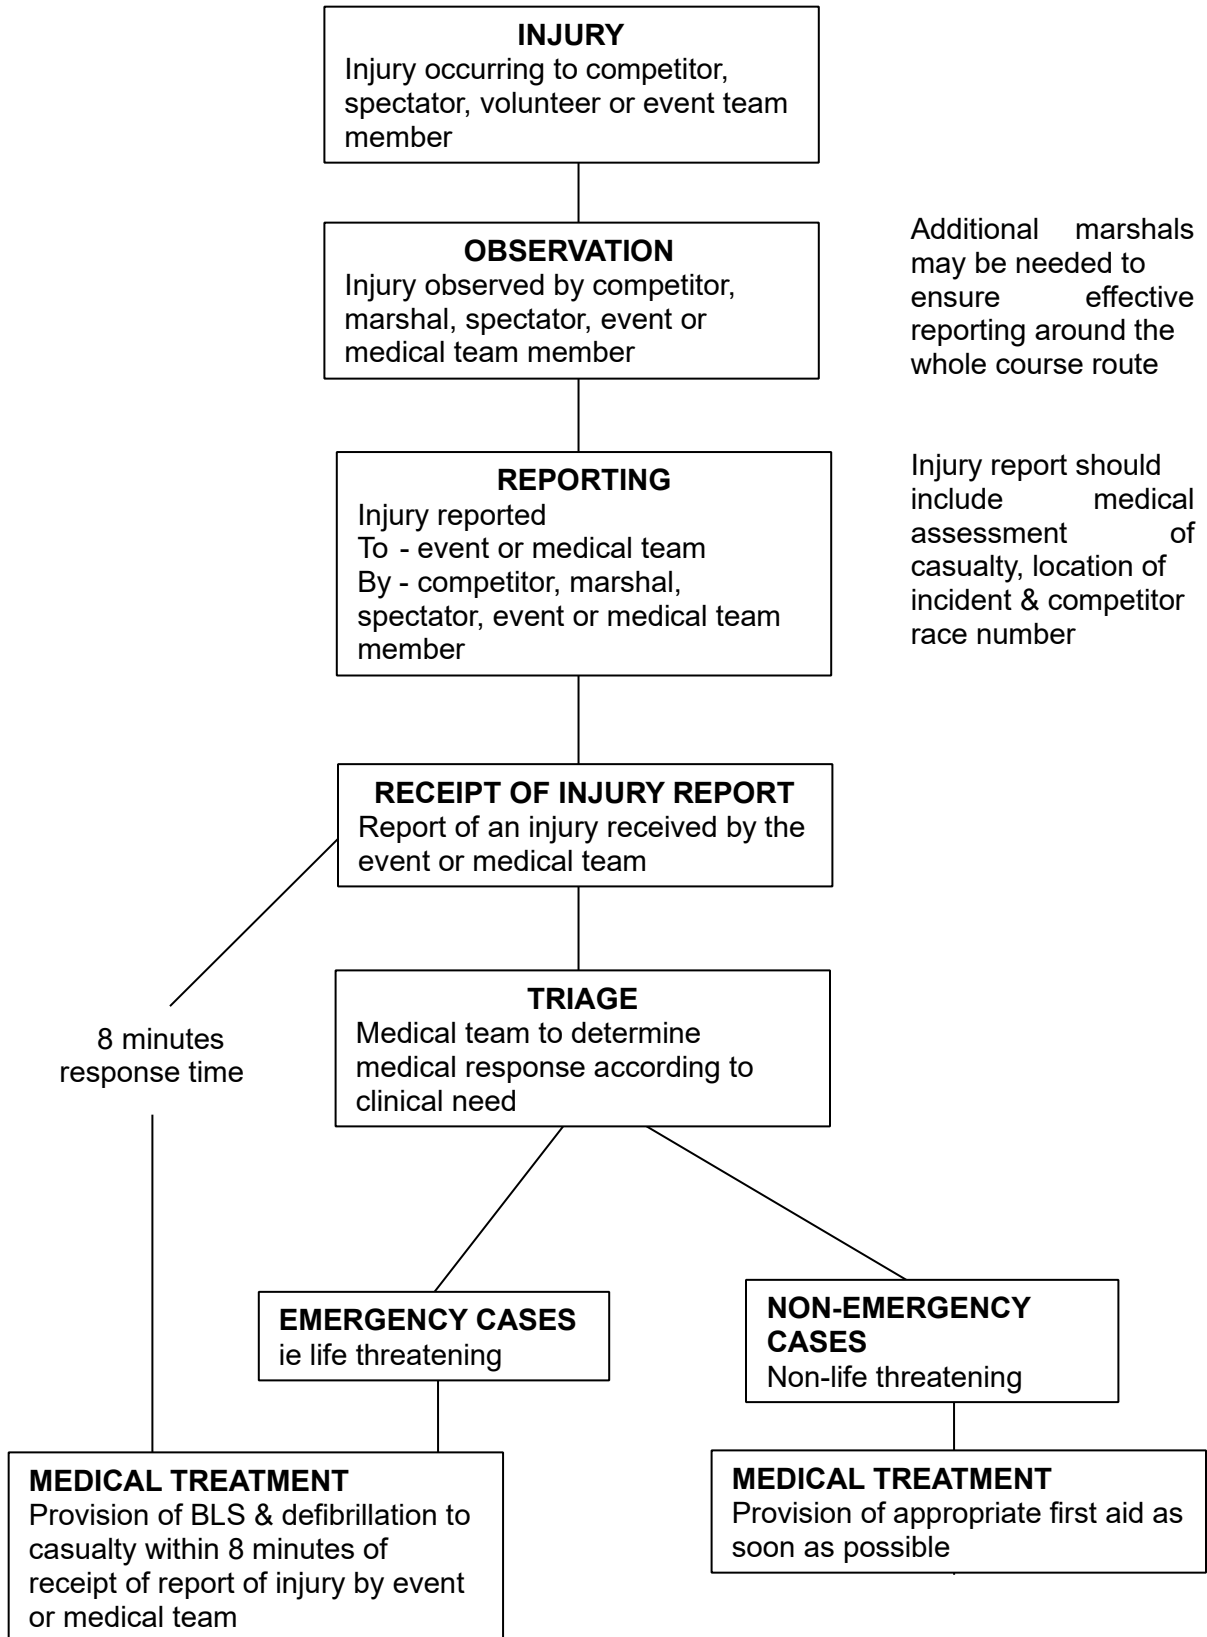 INJURY
Injury occurring to competitor,
spectator, volunteer or event team
member
OBSERVATION
Injury observed by competitor,
marshal, spectator, event or
medical team member
Additional marshals
may be needed to
ensure effective
reporting around the
whole course route
REPORTING
Injury reported
To - event or medical team
By - competitor, marshal,
spectator, event or medical team
member
Injury report should
include medical
assessment of
casualty, location of
incident & competitor
race number
RECEIPT OF INJURY REPORT
Report of an injury received by the
event or medical team
TRIAGE
Medical team to determine
medical response according to
clinical need
8 minutes
response time
EMERGENCY CASES
ie life threatening
NON-EMERGENCY
CASES
Non-life threatening
MEDICAL TREATMENT
Provision of BLS & defibrillation to
casualty within 8 minutes of
receipt of report of injury by event
or medical team
MEDICAL TREATMENT
Provision of appropriate first aid as
soon as possible